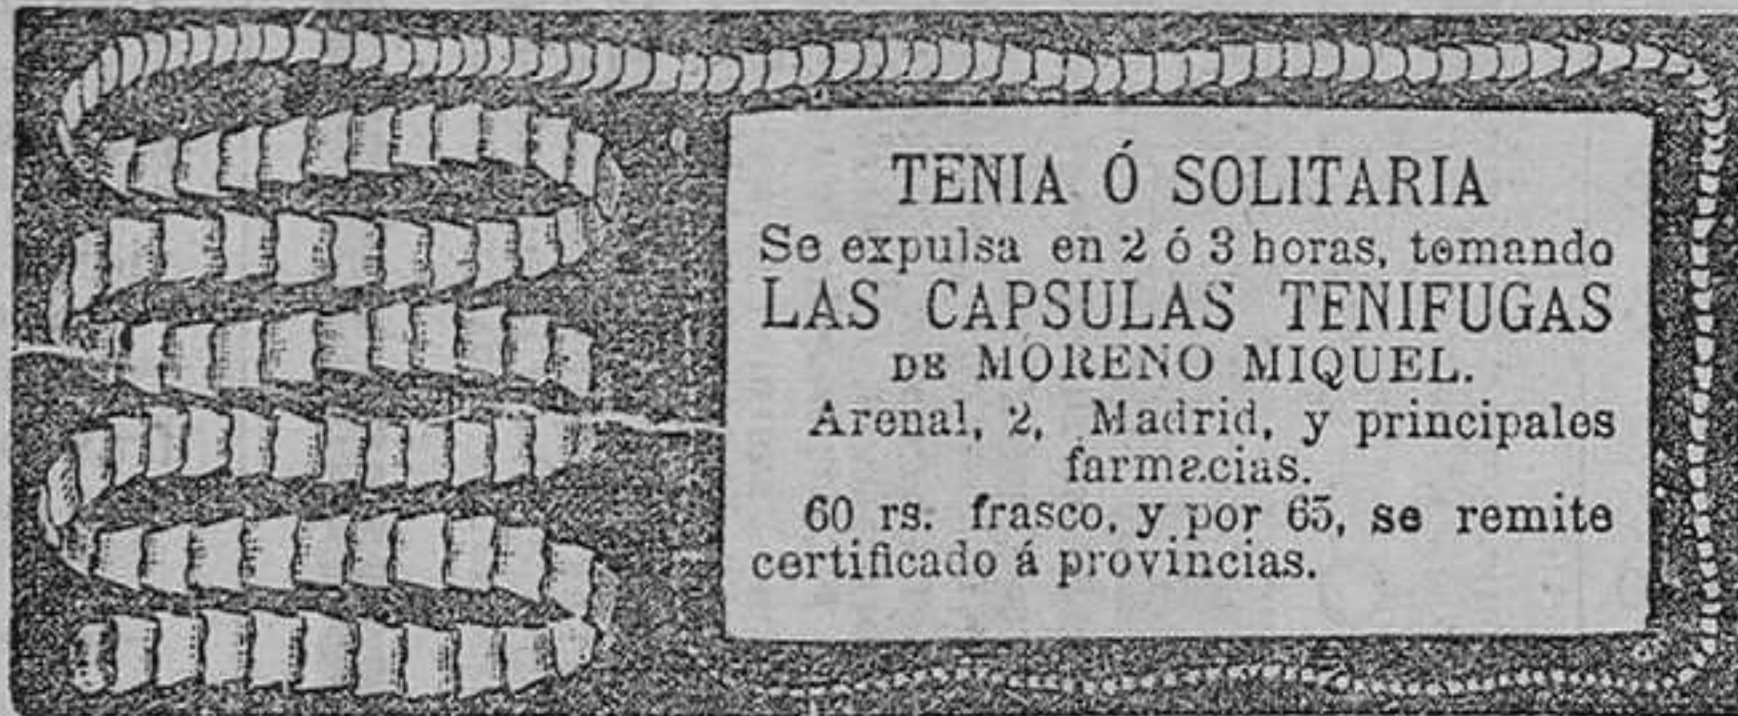 TENIA Ó SOLITARIA
Se expulsa en 2 ó 3 horas, tomando
LAS CAPSULAS TENIFUGAS
DE MORENO MIQUEL.
Arenal, 2, Madrid, y principales
farmacias.
60 rs. frasco, y por 65, se remite
certificado á provincias.